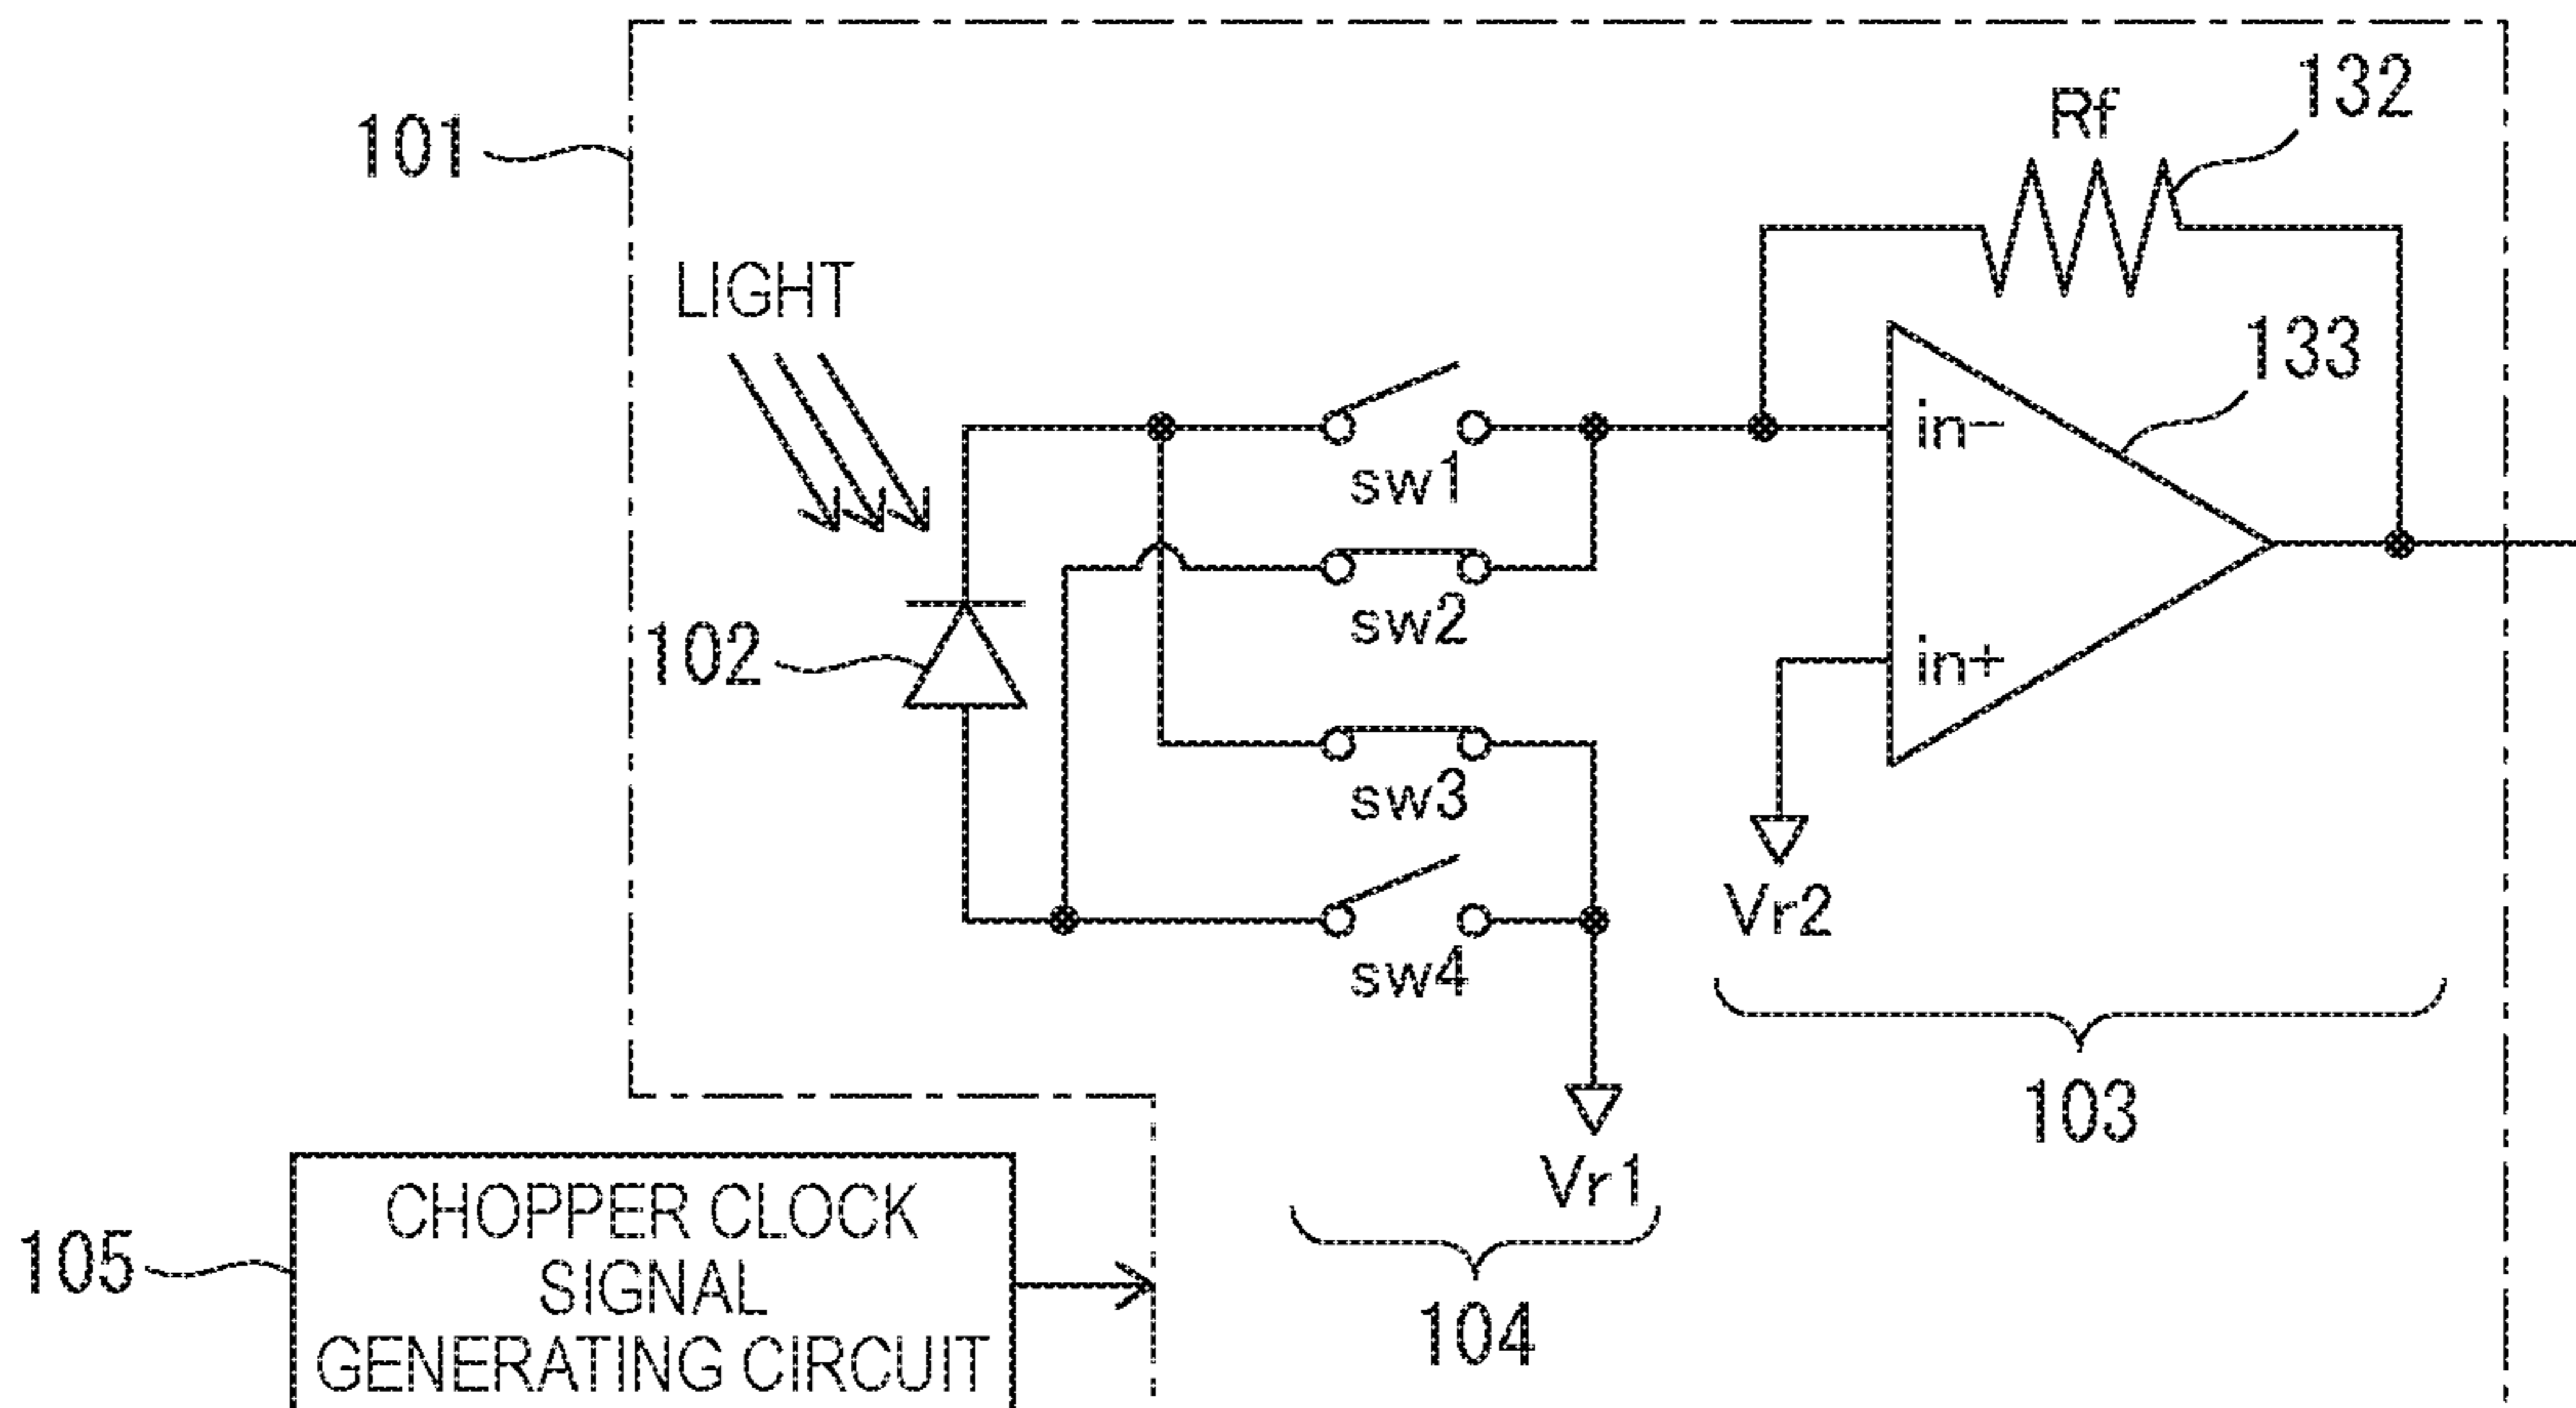 132
Rf
101
LIGHT
133
in-
sw1
sw2
102
in+
sw3
Vr2
sw4
103
Vr1
CHOPPER CLOCK
SIGNAL
GENERATING CIRCUIT
105
104